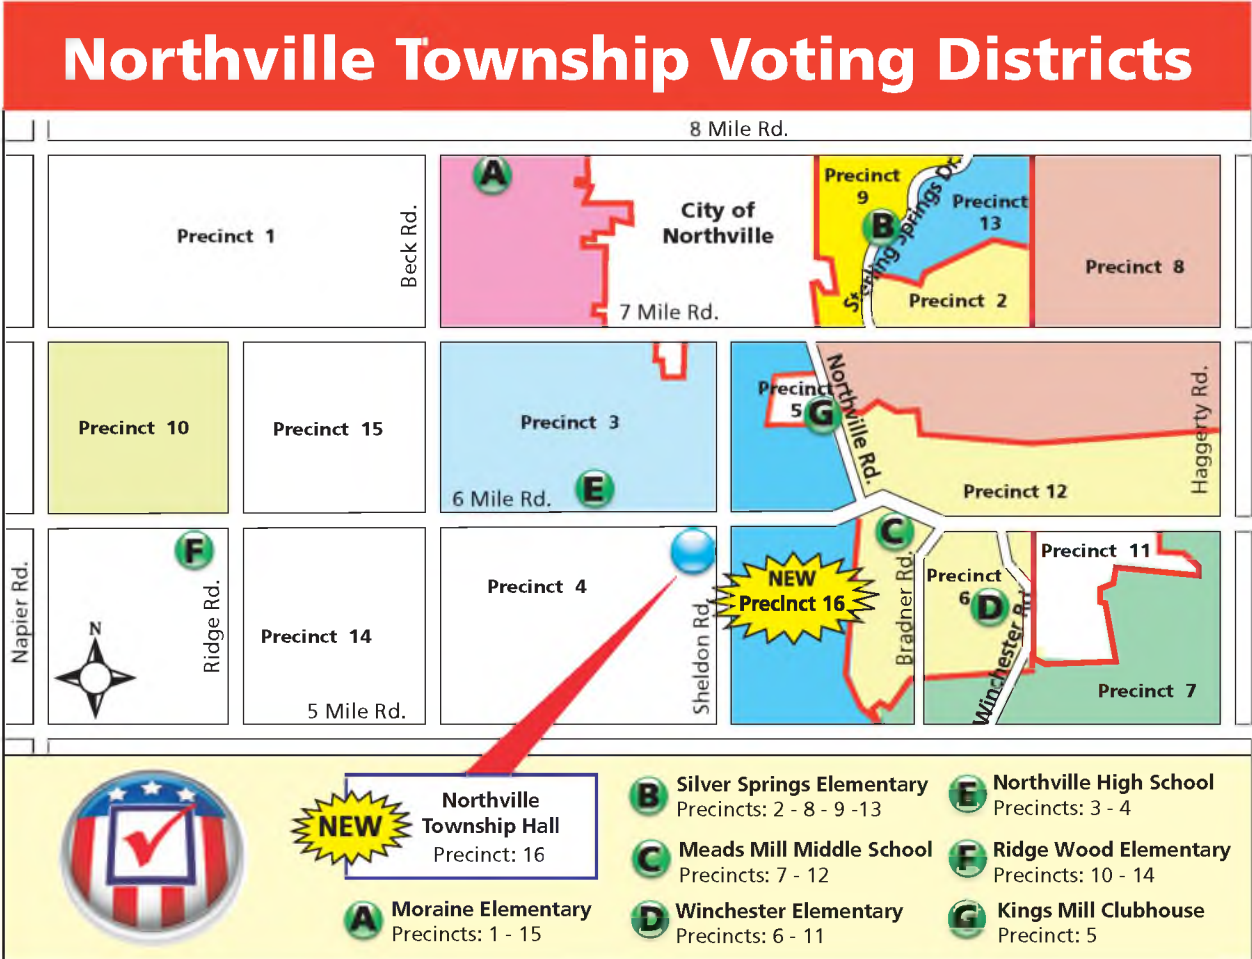 Northville Township Voting Districts
8 Mile Rd.
Precinct 1
Beck Rd.
A
City of
Northville
7 Mile Rd.
Precinct
9
B
Sterling Springs Dr.
Precinct
13
Precinct 2
Precinct 8
Precinct 10
Precinct 15
Precinct 3
6 Mile Rd.
E
Precinct
5
G
Northville Rd.
Precinct 12
Haggerty Rd.
Napier Rd.
F
Ridge Rd.
N
Precinct 14
5 Mile Rd.
Precinct 4
Sheldon Rd.
NEW
Precinct 16
C
Bradner Rd.
Precinct
6
D
Winchester Rd.
Precinct 11
Precinct 7
NEW
Northville
Township Hall
Precinct: 16
A
Moraine Elementary
Precincts: 1 - 15
B
Silver Springs Elementary
Precincts: 2 - 8 - 9 -13
C
Meads Mill Middle School
Precincts: 7 - 12
D
Winchester Elementary
Precincts: 6 - 11
E
Northville High School
Precincts: 3 - 4
F
Ridge Wood Elementary
Precincts: 10 - 14
G
Kings Mill Clubhouse
Precinct: 5